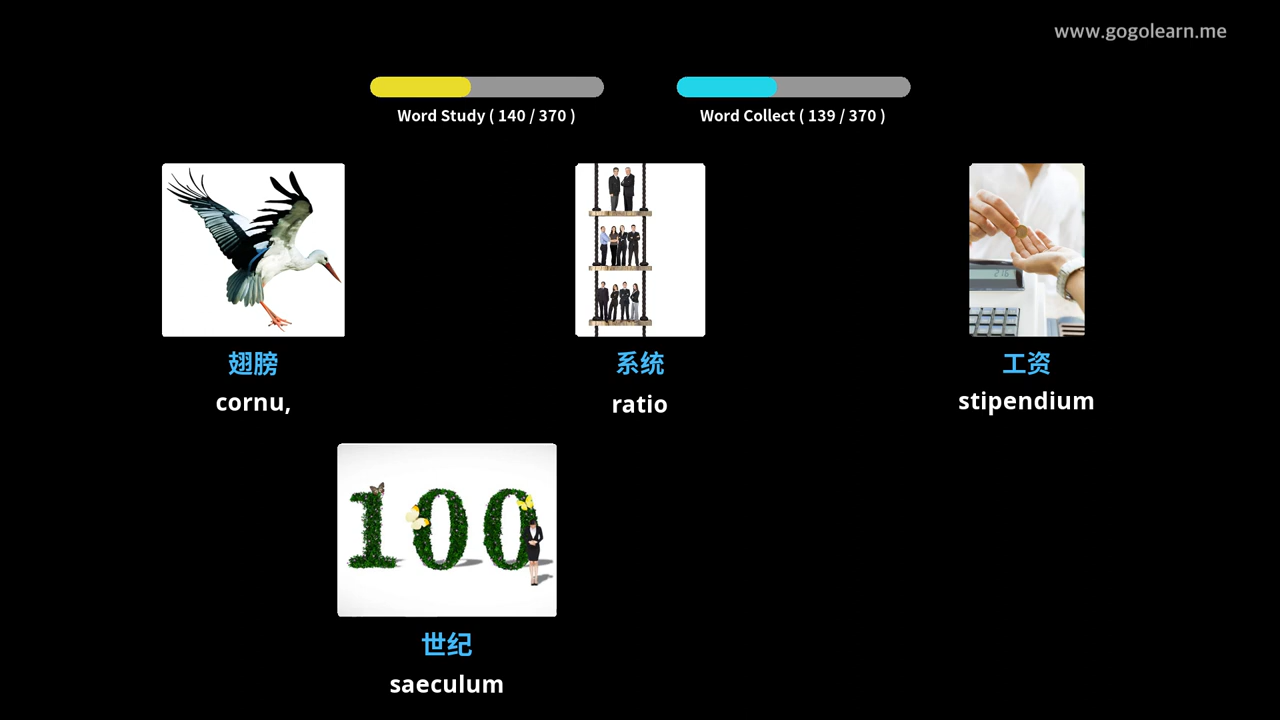 www.gogolearn.me
Word Study ( 140 / 370 )
Word Collect ( 139 / 370 )
翅膀
cornu,
系统
ratio
工资
stipendium
世纪
saeculum